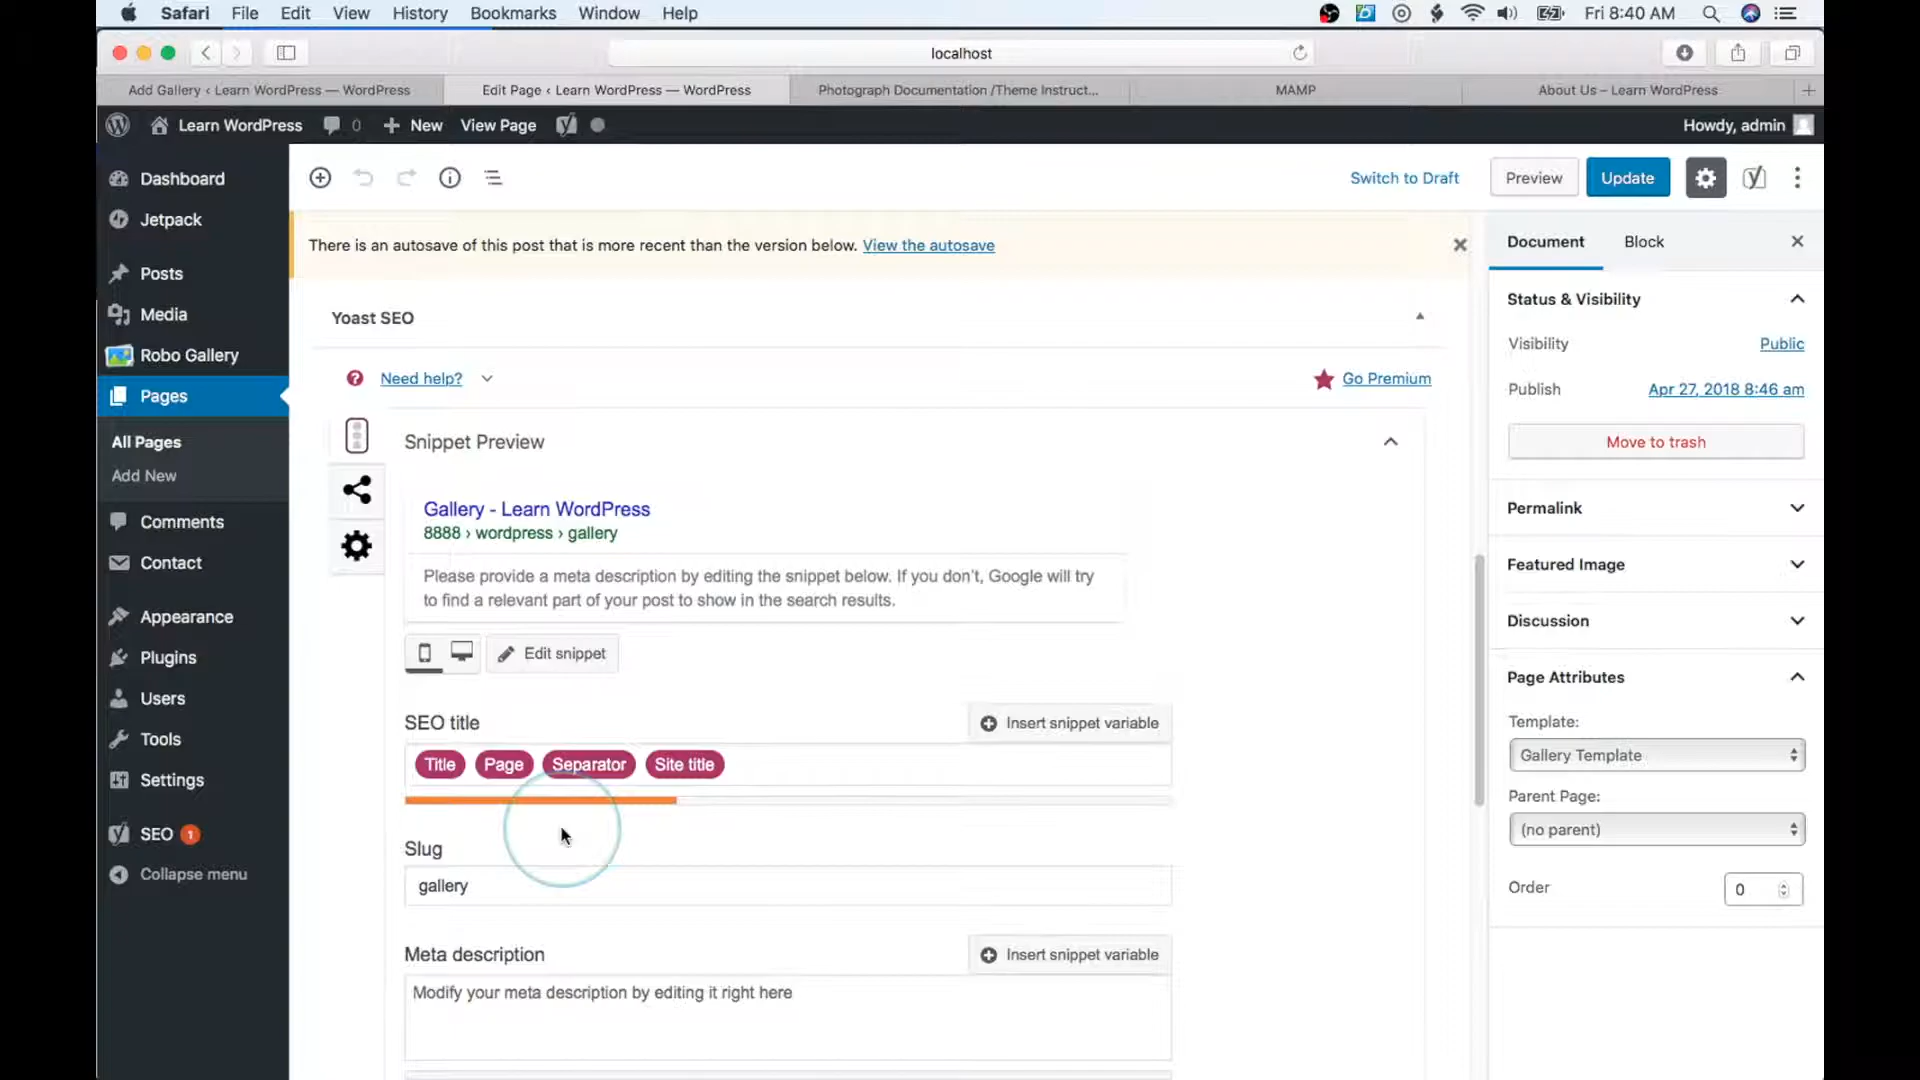 Safari File Edit View History Bookmarks Window Help Fri 8:40 AM
localhost
Add Gallery ‹ Learn WordPress — WordPress
Edit Page ‹ Learn WordPress — WordPress
Photograph Documentation /Theme Instruct...
MAMP
About Us – Learn WordPress
Learn WordPress 0 New View Page Howdy, admin
Dashboard
Jetpack
Posts
Media
Robo Gallery
Pages
All Pages
Add New
Comments
Contact
Appearance
Plugins
Users
Tools
Settings
SEO 1
Collapse menu
Switch to Draft Preview Update
There is an autosave of this post that is more recent than the version below. View the autosave
Yoast SEO
Need help? Go Premium
Snippet Preview
Gallery - Learn WordPress
8888 › wordpress › gallery
Please provide a meta description by editing the snippet below. If you don't, Google will try
to find a relevant part of your post to show in the search results.
Edit snippet
SEO title Insert snippet variable
Title Page Separator Site title
Slug
gallery
Meta description Insert snippet variable
Modify your meta description by editing it right here
Document Block
Status & Visibility
Visibility Public
Publish Apr 27, 2018 8:46 am
Move to trash
Permalink
Featured Image
Discussion
Page Attributes
Template:
Gallery Template
Parent Page:
(no parent)
Order 0